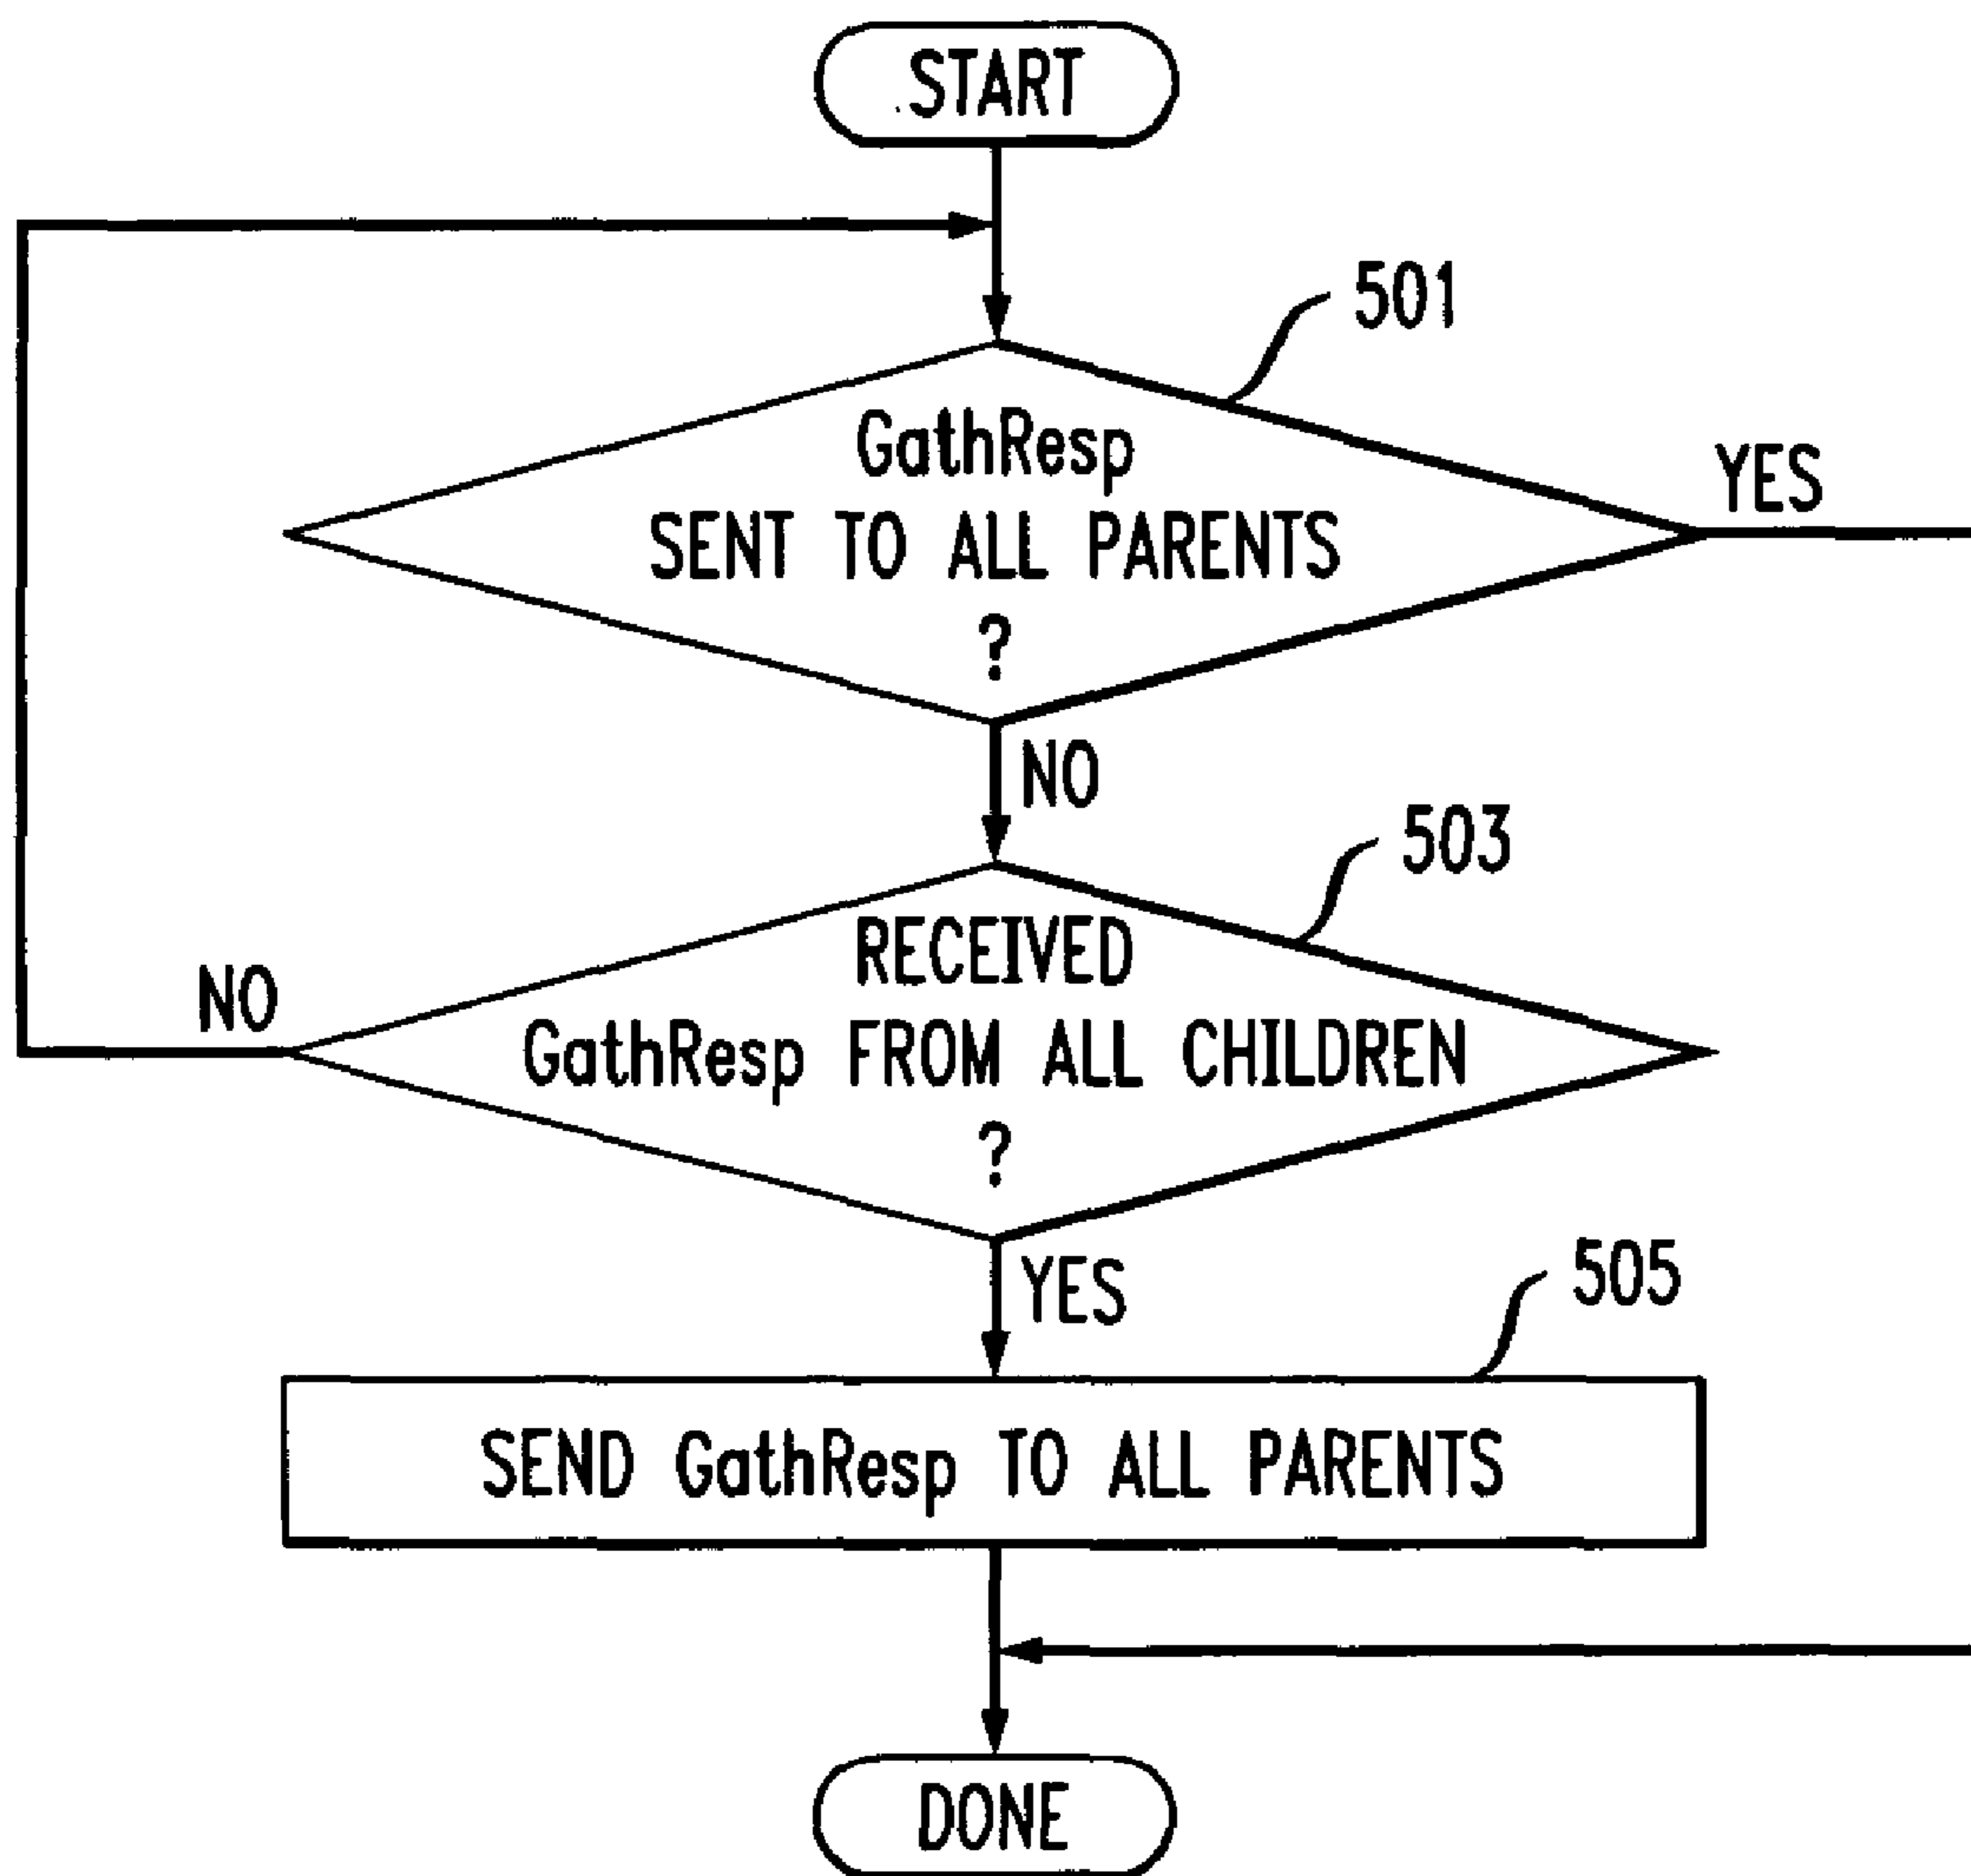 START
501
GathResp
SENT TO ALL PARENTS
?
YES
NO
503
RECEIVED
GathResp FROM ALL CHILDREN
?
NO
YES
505
SEND GathResp TO ALL PARENTS
DONE